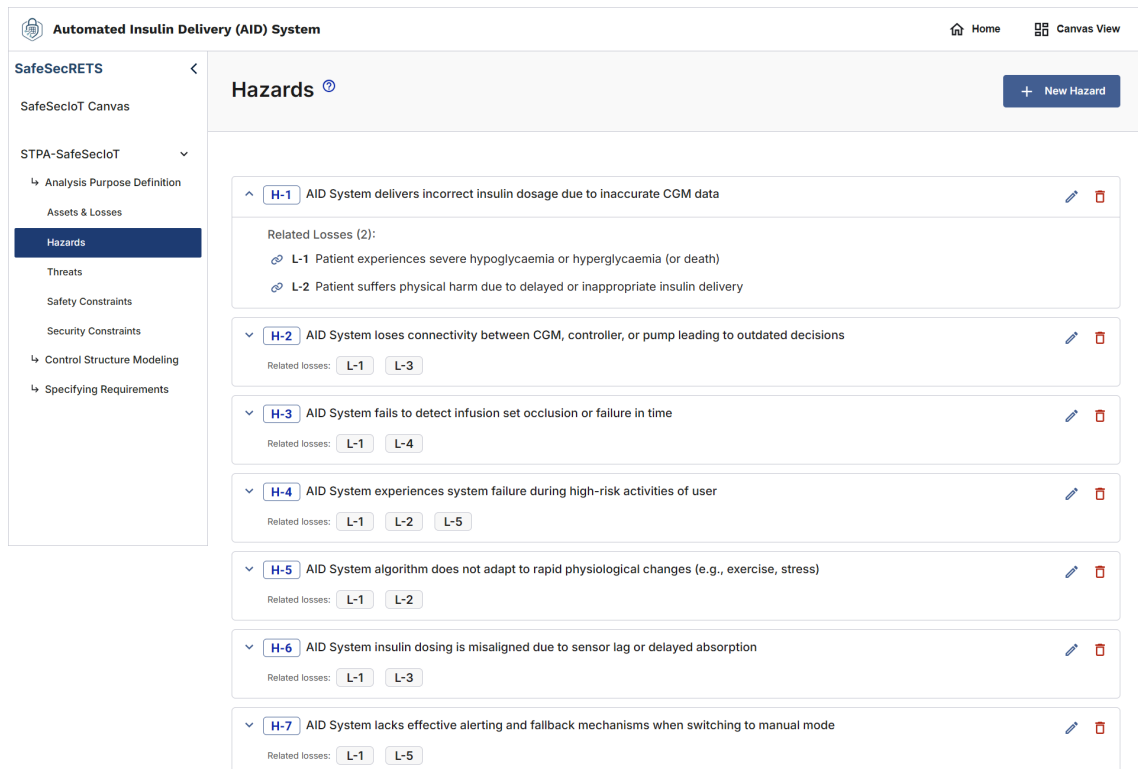 Automated Insulin Delivery (AID) System
Home
Canvas View
SafeSecRETS
SafeSecIoT Canvas
STPA-SafeSecIoT
Analysis Purpose Definition
Assets & Losses
Hazards
Threats
Safety Constraints
Security Constraints
Control Structure Modeling
Specifying Requirements
Hazards ?
+ New Hazard
H-1 AID System delivers incorrect insulin dosage due to inaccurate CGM data
Related Losses (2):
L-1 Patient experiences severe hypoglycaemia or hyperglycaemia (or death)
L-2 Patient suffers physical harm due to delayed or inappropriate insulin delivery
H-2 AID System loses connectivity between CGM, controller, or pump leading to outdated decisions
Related losses: L-1 L-3
H-3 AID System fails to detect infusion set occlusion or failure in time
Related losses: L-1 L-4
H-4 AID System experiences system failure during high-risk activities of user
Related losses: L-1 L-2 L-5
H-5 AID System algorithm does not adapt to rapid physiological changes (e.g., exercise, stress)
Related losses: L-1 L-2
H-6 AID System insulin dosing is misaligned due to sensor lag or delayed absorption
Related losses: L-1 L-3
H-7 AID System lacks effective alerting and fallback mechanisms when switching to manual mode
Related losses: L-1 L-5